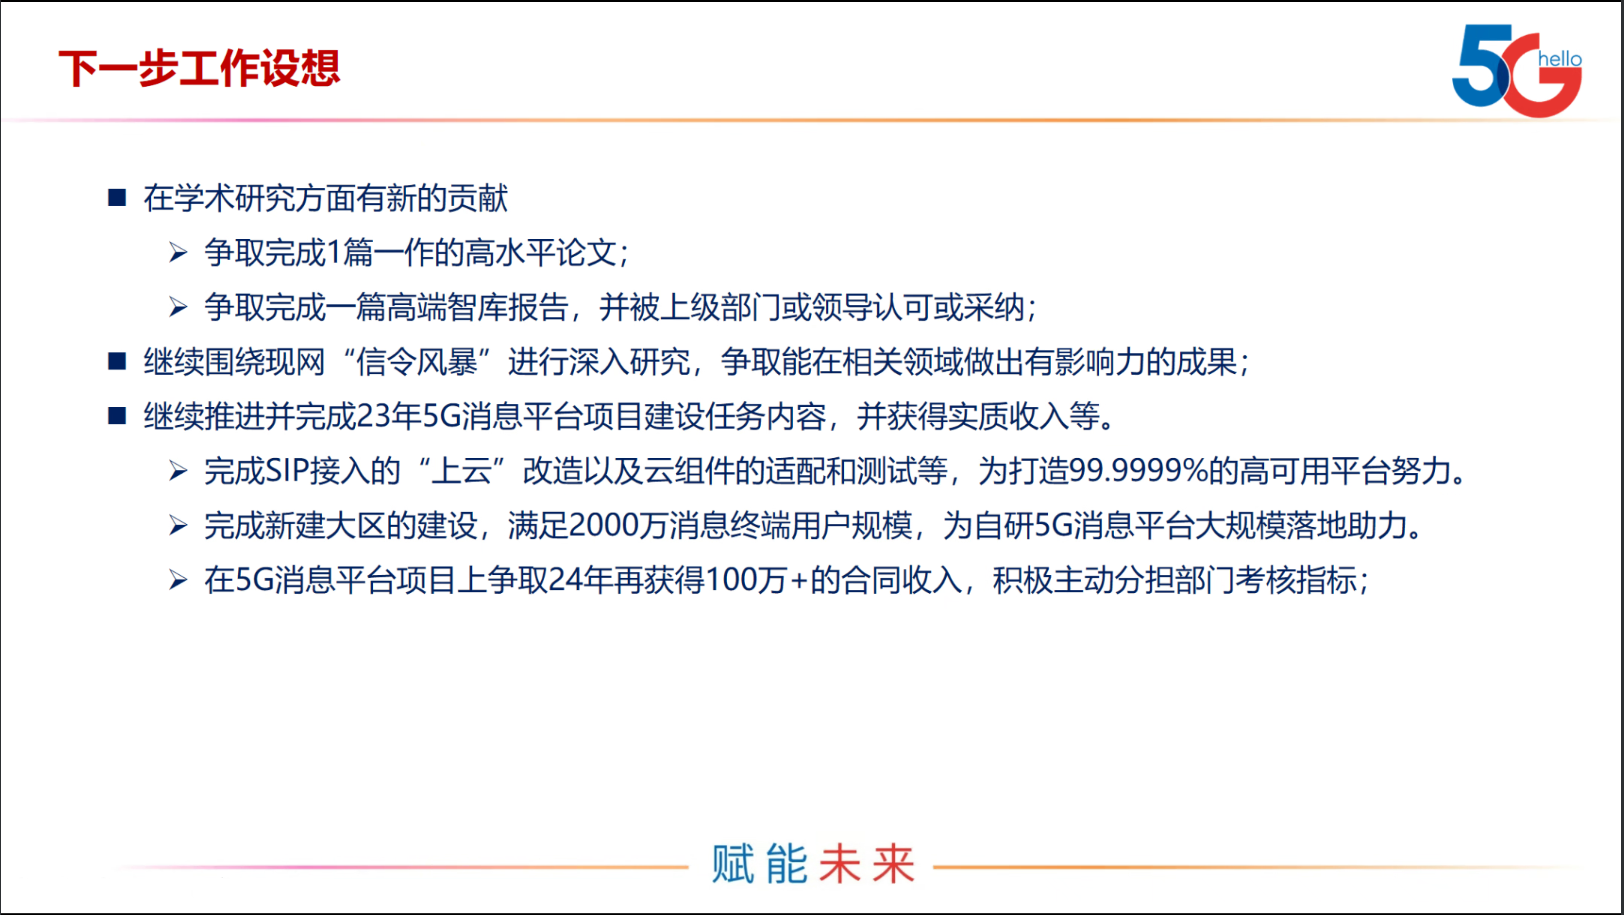 下一步工作设想
5G hello
■ 在学术研究方面有新的贡献
➢ 争取完成1篇一作的高水平论文；
➢ 争取完成一篇高端智库报告，并被上级部门或领导认可或采纳；
■ 继续围绕现网“信令风暴”进行深入研究，争取能在相关领域做出有影响力的成果；
■ 继续推进并完成23年5G消息平台项目建设任务内容，并获得实质收入等。
➢ 完成SIP接入的“上云”改造以及云组件的适配和测试等，为打造99.9999%的高可用平台努力。
➢ 完成新建大区的建设，满足2000万消息终端用户规模，为自研5G消息平台大规模落地助力。
➢ 在5G消息平台项目上争取24年再获得100万+的合同收入，积极主动分担部门考核指标；
赋能未来